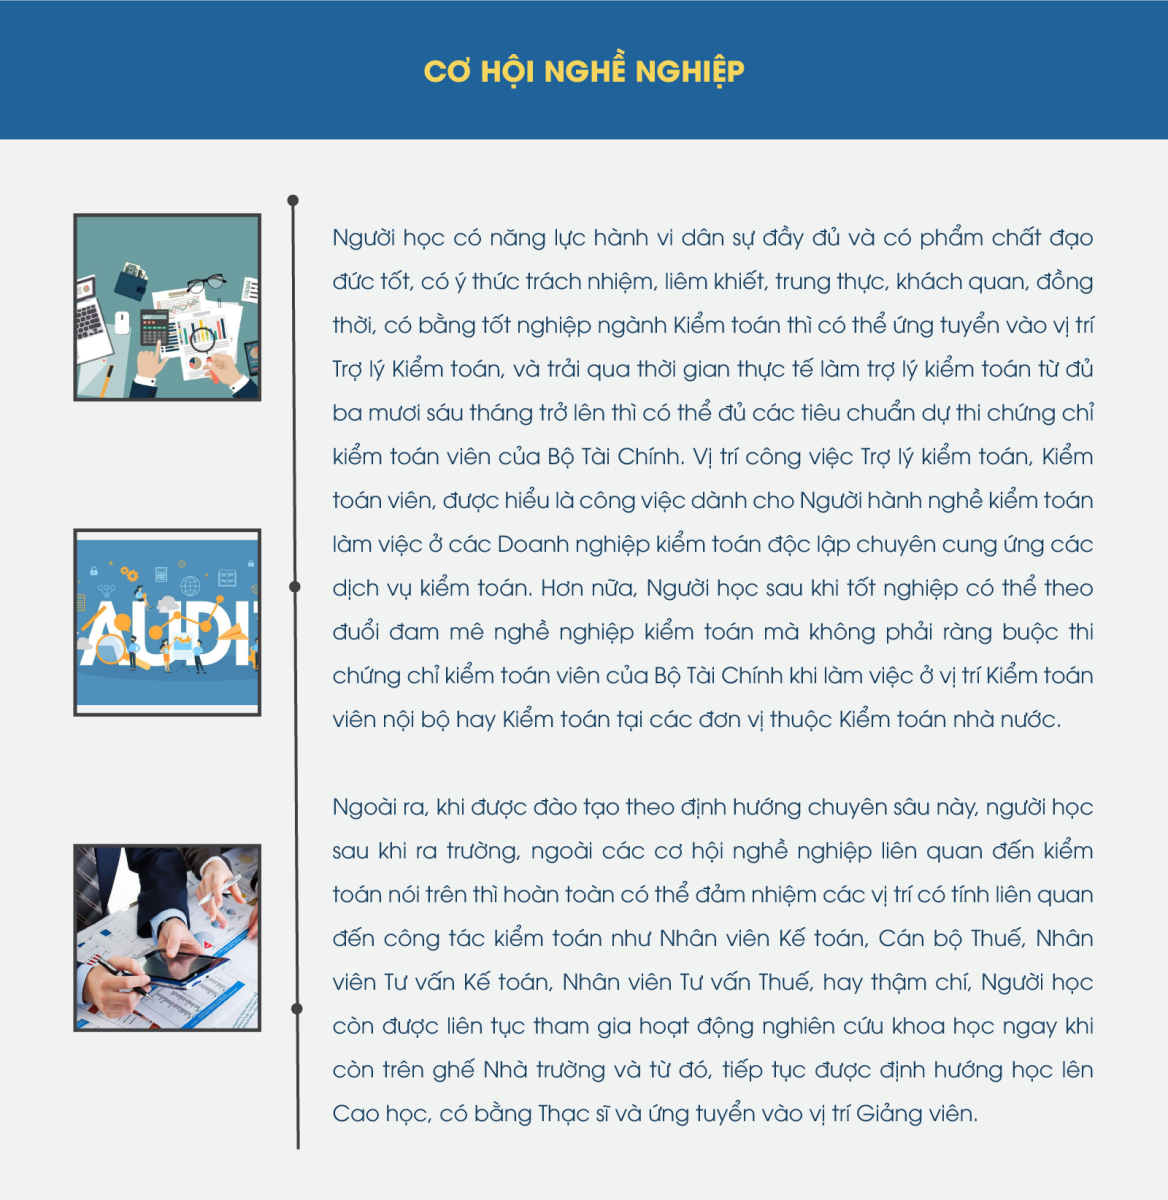 CƠ HỘI NGHỀ NGHIỆP
Người học có năng lực hành vi dân sự đầy đủ và có phẩm chất đạo
đức tốt, có ý thức trách nhiệm, liêm khiết, trung thực, khách quan, đồng
thời, có bằng tốt nghiệp ngành Kiểm toán thì có thể ứng tuyển vào vị trí
Trợ lý Kiểm toán, và trải qua thời gian thực tế làm trợ lý kiểm toán từ đủ
ba mươi sáu tháng trở lên thì có thể đủ các tiêu chuẩn dự thi chứng chỉ
kiểm toán viên của Bộ Tài Chính. Vị trí công việc Trợ lý kiểm toán, Kiểm
toán viên, được hiểu là công việc dành cho Người hành nghề kiểm toán
làm việc ở các Doanh nghiệp kiểm toán độc lập chuyên cung ứng các
dịch vụ kiểm toán. Hơn nữa, Người học sau khi tốt nghiệp có thể theo
đuổi đam mê nghề nghiệp kiểm toán mà không phải ràng buộc thi
chứng chỉ kiểm toán viên của Bộ Tài Chính khi làm việc ở vị trí Kiểm toán
viên nội bộ hay Kiểm toán tại các đơn vị thuộc Kiểm toán nhà nước.
AUDIT
Ngoài ra, khi được đào tạo theo định hướng chuyên sâu này, người học
sau khi ra trường, ngoài các cơ hội nghề nghiệp liên quan đến kiểm
toán nói trên thì hoàn toàn có thể đảm nhiệm các vị trí có tính liên quan
đến công tác kiểm toán như Nhân viên Kế toán, Cán bộ Thuế, Nhân
viên Tư vấn Kế toán, Nhân viên Tư vấn Thuế, hay thậm chí, Người học
còn được liên tục tham gia hoạt động nghiên cứu khoa học ngay khi
còn trên ghế Nhà trường và từ đó, tiếp tục được định hướng học lên
Cao học, có bằng Thạc sĩ và ứng tuyển vào vị trí Giảng viên.